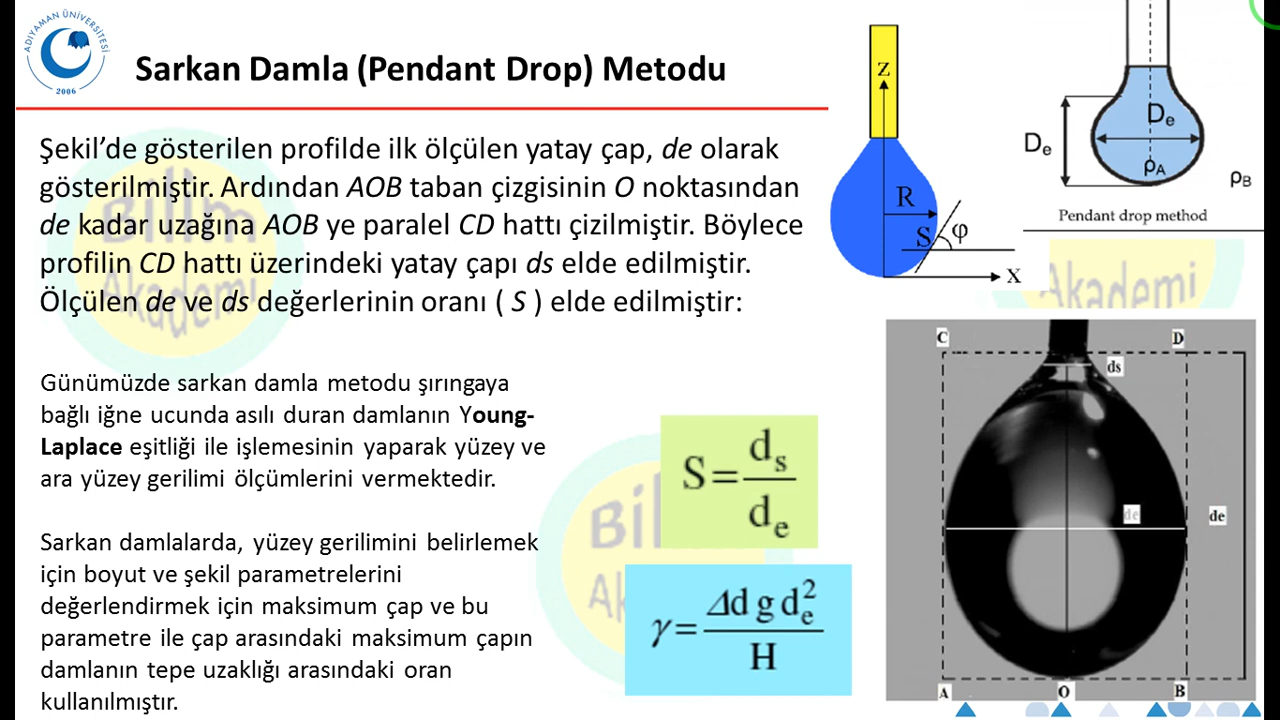 ADIYAMAN ÜNİVERSİTESİ
2006
Sarkan Damla (Pendant Drop) Metodu
Şekil’de gösterilen profilde ilk ölçülen yatay çap, de olarak
gösterilmiştir. Ardından AOB taban çizgisinin O noktasından
de kadar uzağına AOB ye paralel CD hattı çizilmiştir. Böylece
profilin CD hattı üzerindeki yatay çapı ds elde edilmiştir.
Ölçülen de ve ds değerlerinin oranı ( S ) elde edilmiştir:
Günümüzde sarkan damla metodu şırıngaya
bağlı iğne ucunda asılı duran damlanın Young-
Laplace eşitliği ile işlemesinin yaparak yüzey ve
ara yüzey gerilimi ölçümlerini vermektedir.
Sarkan damlalarda, yüzey gerilimini belirlemek
için boyut ve şekil parametrelerini
değerlendirmek için maksimum çap ve bu
parametre ile çap arasındaki maksimum çapın
damlanın tepe uzaklığı arasındaki oran
kullanılmıştır.
S=ds/de
γ=Δd g de²/H
Z
R
S φ
X
De
De
ρA
ρB
Pendant drop method
Akademi
Bilim
Akademi
Bili
Ak
C D
ds
de de
A O B